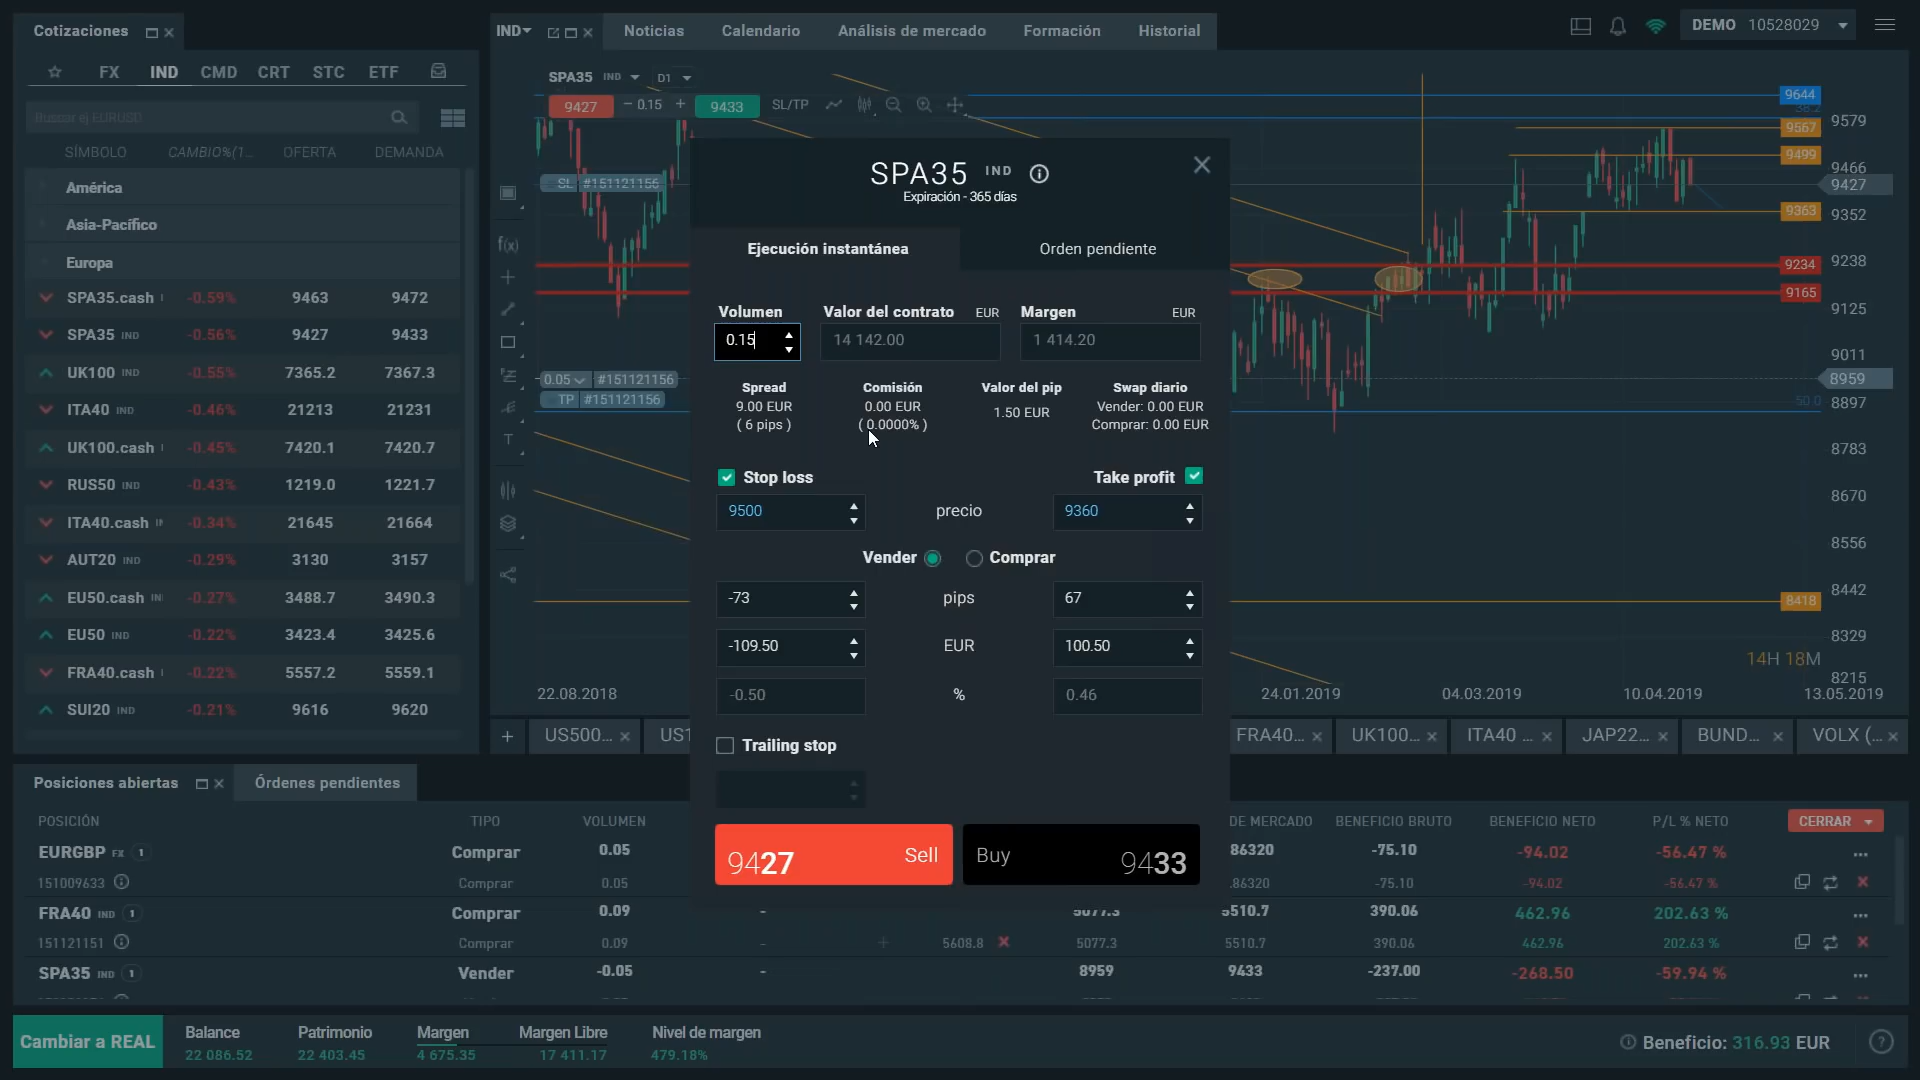 Cotizaciones
FX IND CMD CRT STC ETF
Buscar ej EURUSD
SÍMBOLO CAMBIO%(1... OFERTA DEMANDA
América
Asia-Pacífico
Europa
SPA35.cash -0.59% 9463 9472
SPA35 IND -0.56% 9427 9433
UK100 IND -0.55% 7365.2 7367.3
ITA40 IND -0.46% 21213 21231
UK100.cash -0.45% 7420.1 7420.7
RUS50 IND -0.43% 1219.0 1221.7
ITA40.cash -0.34% 21645 21664
AUT20 IND -0.29% 3130 3157
EU50.cash -0.27% 3488.7 3490.3
EU50 IND -0.22% 3423.4 3425.6
FRA40.cash -0.22% 5557.2 5559.1
SUI20 IND -0.21% 9616 9620
IND Noticias Calendario Análisis de mercado Formación Historial
DEMO 10528029
SPA35 IND D1
9427 − 0.15 + 9433 SL/TP
SL #151121156
0.05 #151121156
TP #151121156
f(x)
T
9644
9579
9567
9499
9466
9427
9363
9352
9238
9234
9165
9125
9011
8959
50.0
8897
8783
8670
8556
8442
8418
8329
14H 18M
8215
22.08.2018 24.01.2019 04.03.2019 10.04.2019 13.05.2019
+ US500... US1 FRA40... UK100... ITA40 ... JAP22... BUND... VOLX (...
SPA35 IND
Expiración - 365 días
Ejecución instantánea Orden pendiente
Volumen Valor del contrato EUR Margen EUR
0.15 14 142.00 1 414.20
Spread Comisión Valor del pip Swap diario
9.00 EUR 0.00 EUR 1.50 EUR Vender: 0.00 EUR
( 6 pips ) ( 0.0000% ) Comprar: 0.00 EUR
Stop loss Take profit
9500 precio 9360
Vender Comprar
-73 pips 67
-109.50 EUR 100.50
-0.50 % 0.46
Trailing stop
9427 Sell Buy 9433
Posiciones abiertas Órdenes pendientes
POSICIÓN TIPO VOLUMEN DE MERCADO BENEFICIO BRUTO BENEFICIO NETO P/L % NETO CERRAR
EURGBP FX 1 Comprar 0.05 86320 -75.10 -94.02 -56.47 % ...
151009633 Comprar 0.05 .86320 -75.10 -94.02 -56.47 %
FRA40 IND 1 Comprar 0.09 - 5077.3 5510.7 390.06 462.96 202.63 % ...
151121151 Comprar 0.09 - 5608.8 5077.3 5510.7 390.06 462.96 202.63 %
SPA35 IND 1 Vender -0.05 - 8959 9433 -237.00 -268.50 -59.94 % ...
Cambiar a REAL Balance Patrimonio Margen Margen Libre Nivel de margen
22 086.52 22 403.45 4 675.35 17 411.17 479.18%
Beneficio: 316.93 EUR ?